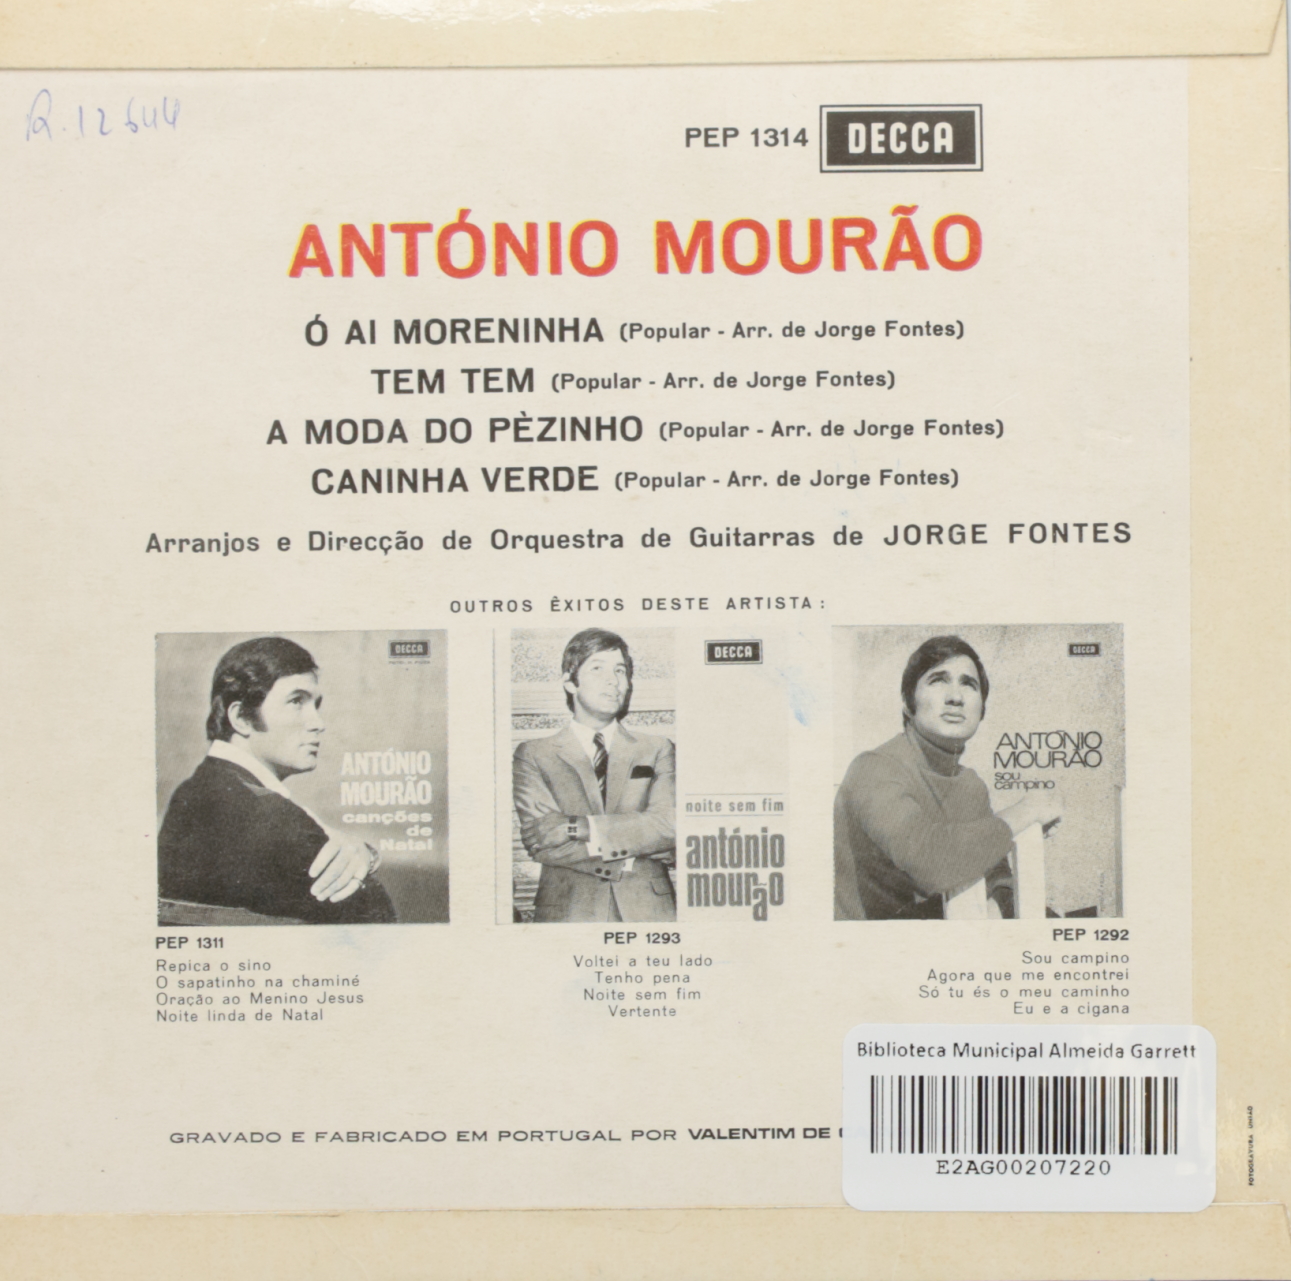 R. 12644
PEP 1314 DECCA
ANTÓNIO MOURÃO
Ó AI MORENINHA (Popular - Arr. de Jorge Fontes)
TEM TEM (Popular - Arr. de Jorge Fontes)
A MODA DO PÈZINHO (Popular - Arr. de Jorge Fontes)
CANINHA VERDE (Popular - Arr. de Jorge Fontes)
Arranjos e Direcção de Orquestra de Guitarras de JORGE FONTES
OUTROS ÊXITOS DESTE ARTISTA :
DECCA
ANTÓNIO
MOURÃO
canções
de
Natal
PEP 1311
Repica o sino
O sapatinho na chaminé
Oração ao Menino Jesus
Noite linda de Natal
DECCA
noite sem fim
antónio
mourão
PEP 1293
Voltei a teu lado
Tenho pena
Noite sem fim
Vertente
DECCA
ANTÓNIO
MOURÃO
sou
campino
PEP 1292
Sou campino
Agora que me encontrei
Só tu és o meu caminho
Eu e a cigana
Biblioteca Municipal Almeida Garrett
E2AG00207220
GRAVADO E FABRICADO EM PORTUGAL POR VALENTIM DE
FOTOGRAVURA UNIÃO